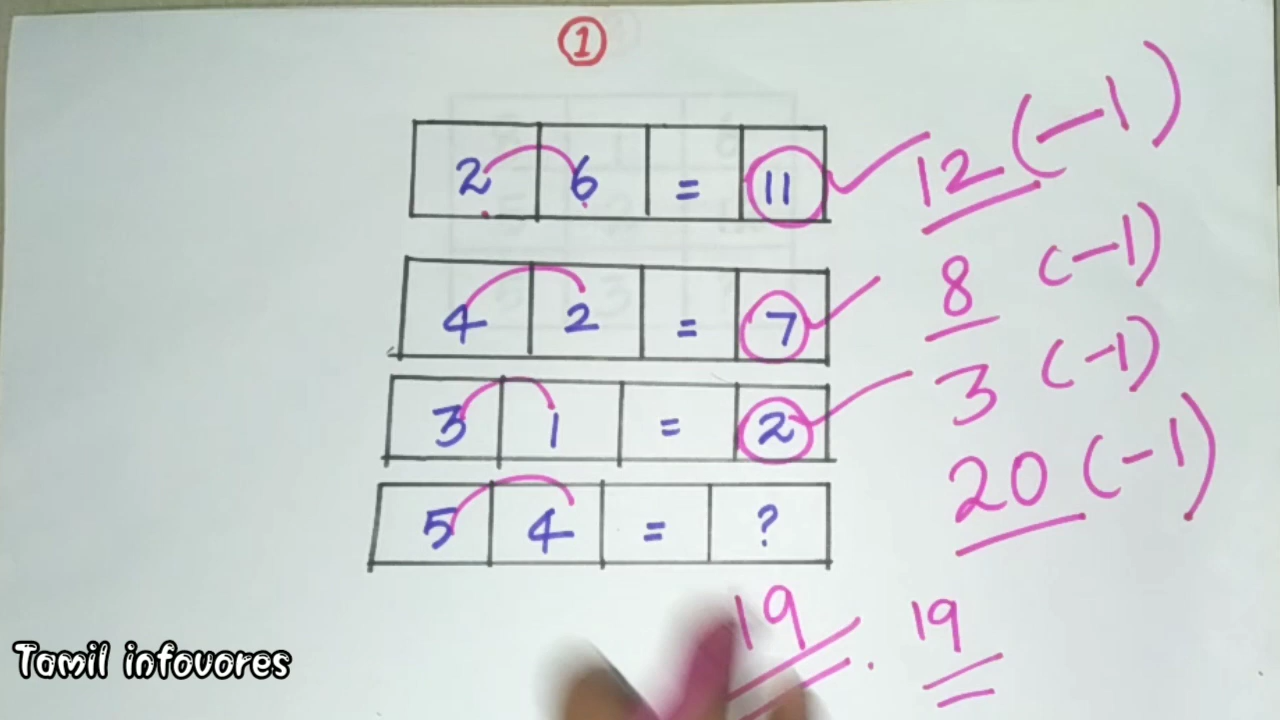 1
2 6 = 11 12 (-1)
4 2 = 7 8 (-1)
3 1 = 2 3 (-1)
5 4 = ? 20 (-1)
19. 19
Tamil infovores